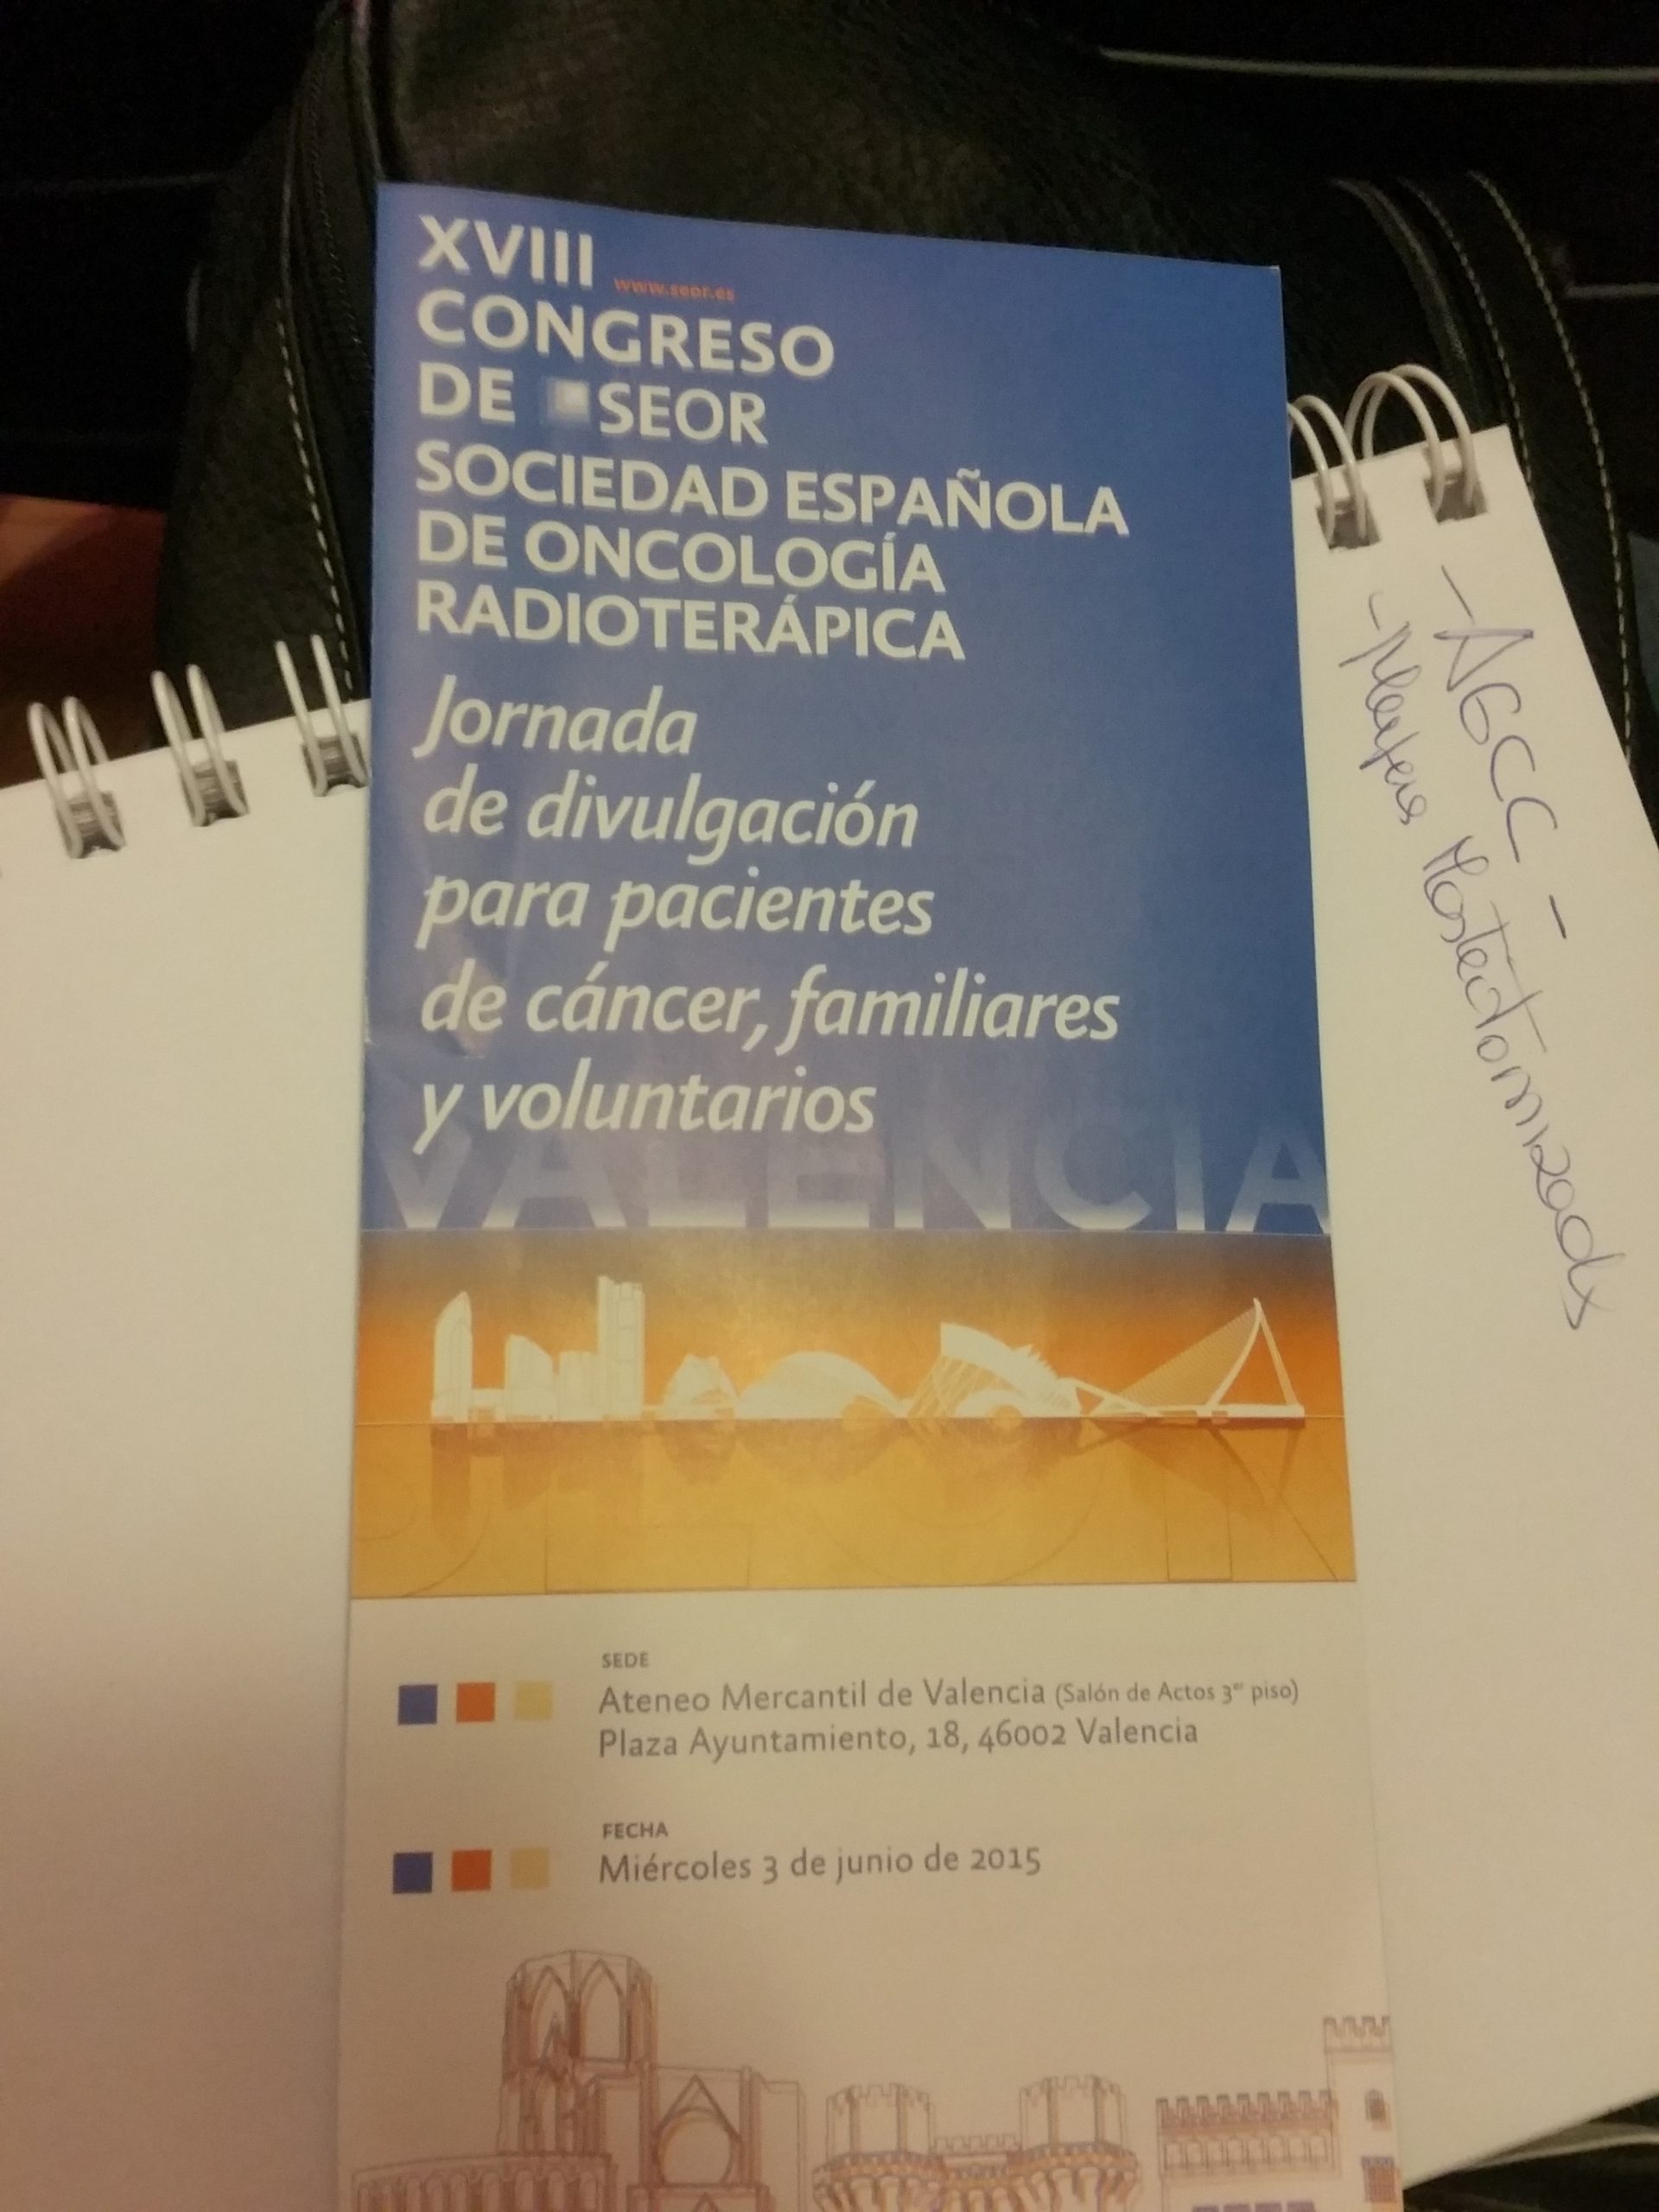 XVIII
www.seor.es
CONGRESO
DE SEOR
SOCIEDAD ESPAÑOLA
DE ONCOLOGÍA
RADIOTERÁPICA
Jornada
de divulgación
para pacientes
de cáncer, familiares
y voluntarios
VALENCIA
SEDE
Ateneo Mercantil de Valencia (Salón de Actos 3er piso)
Plaza Ayuntamiento, 18, 46002 Valencia
FECHA
Miércoles 3 de junio de 2015